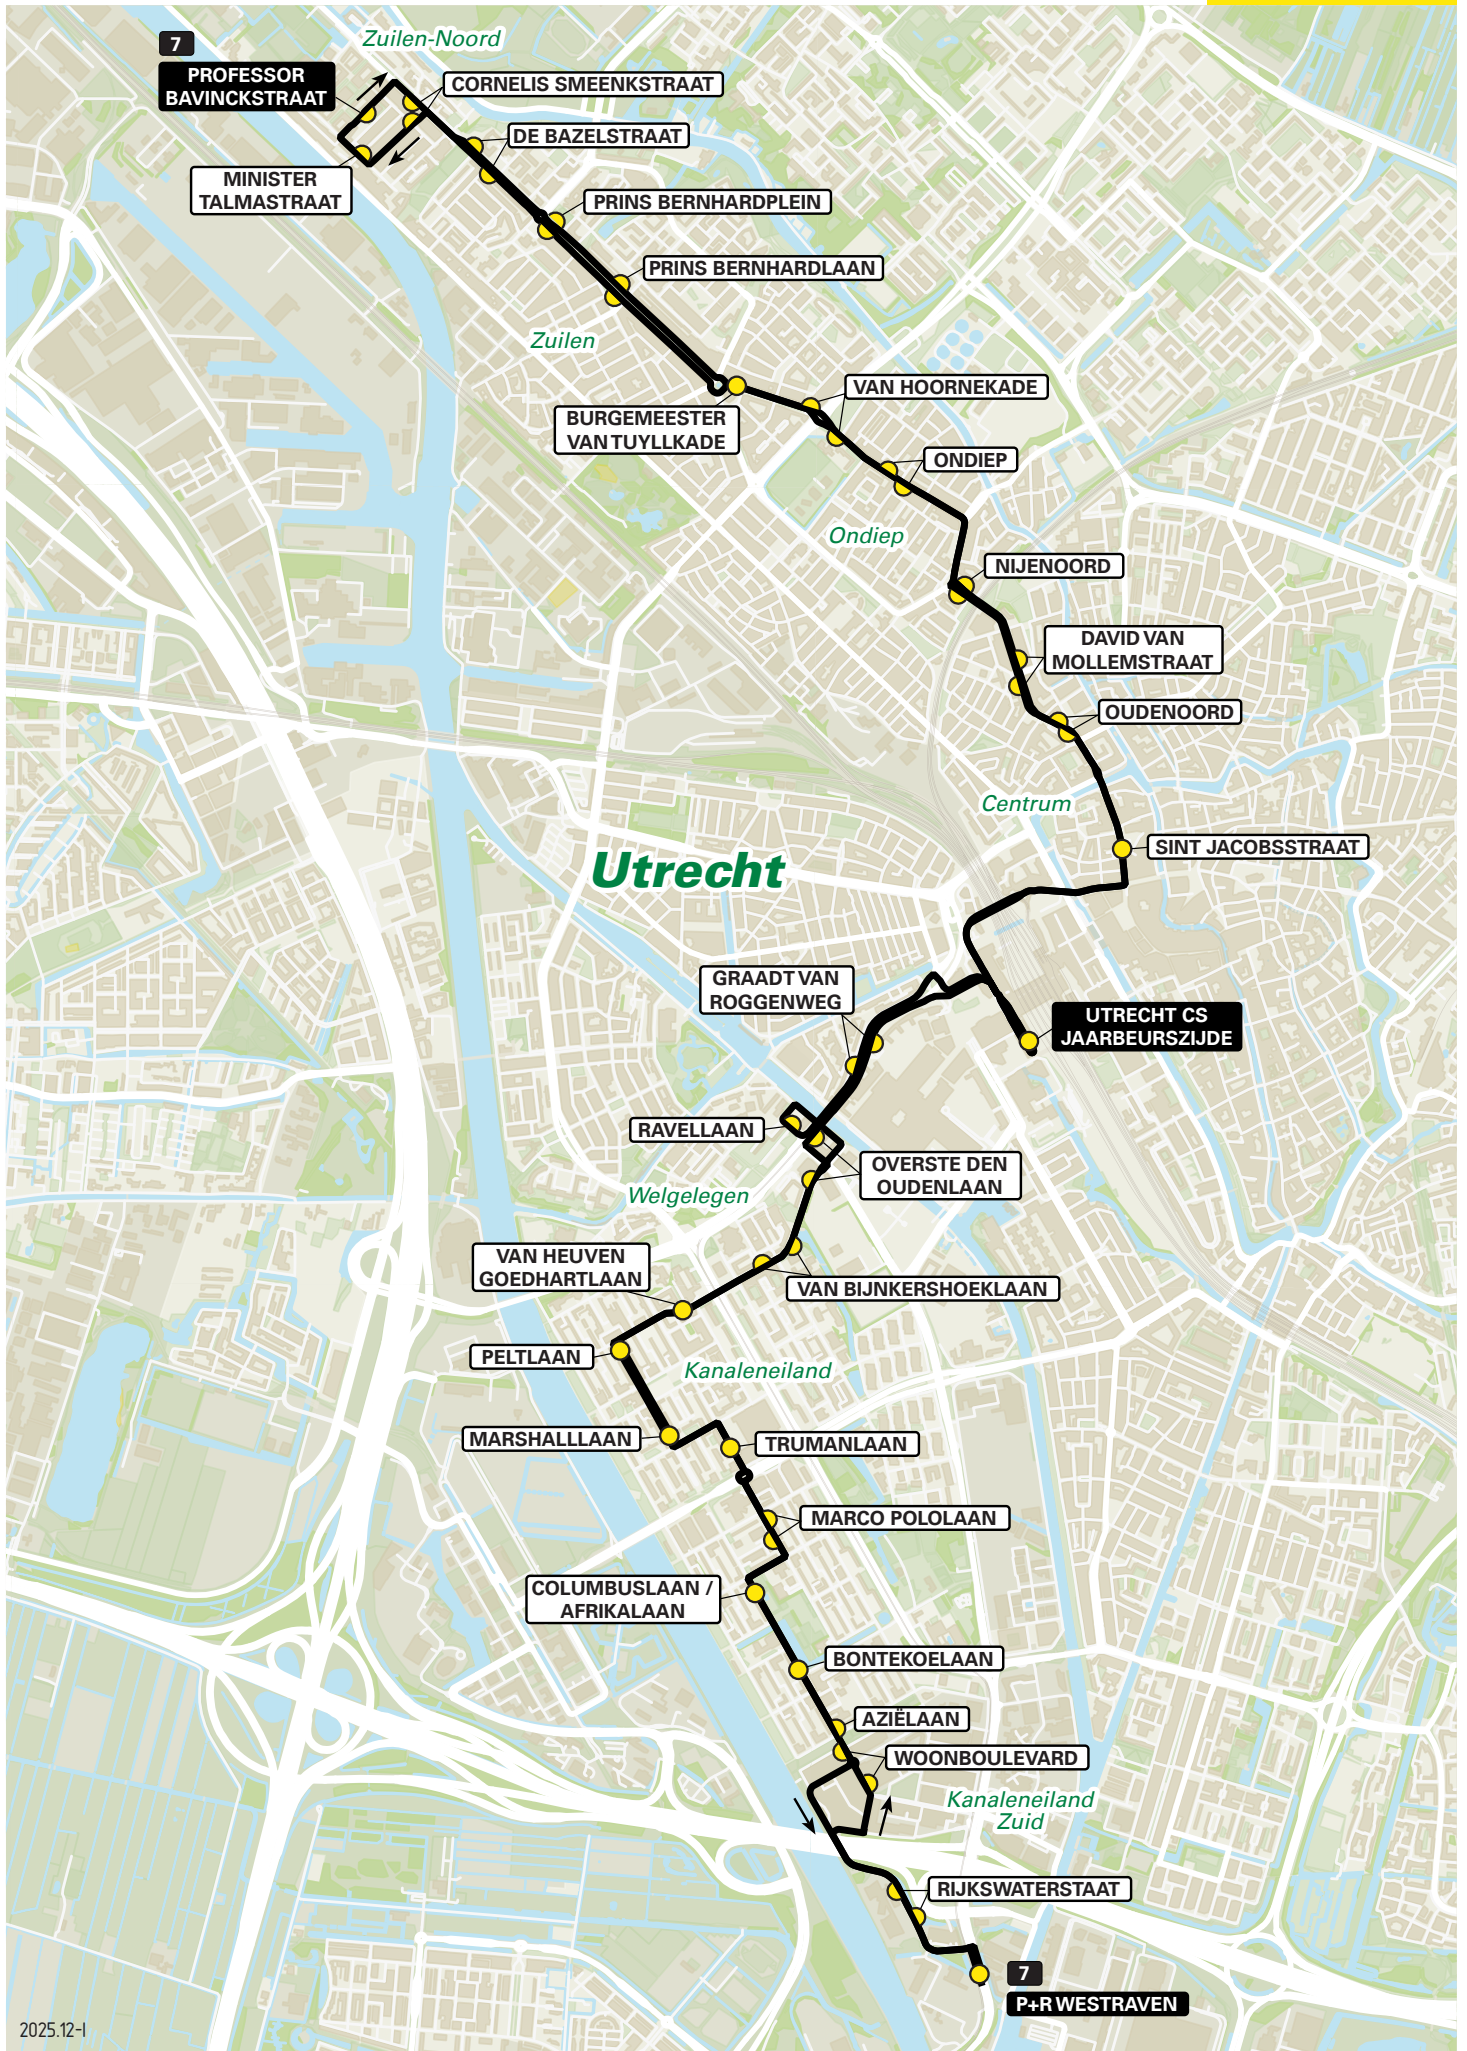 7
Zuilen-Noord
PROFESSOR
BAVINCKSTRAAT
CORNELIS SMEENKSTRAAT
DE BAZELSTRAAT
MINISTER
TALMASTRAAT
PRINS BERNHARDPLEIN
PRINS BERNHARDLAAN
Zuilen
VAN HOORNEKADE
BURGEMEESTER
VAN TUYLLKADE
ONDIEP
Ondiep
NIJENOORD
DAVID VAN
MOLLEMSTRAAT
OUDENOORD
Centrum
SINT JACOBSSTRAAT
Utrecht
GRAADT VAN
ROGGENWEG
UTRECHT CS
JAARBEURSZIJDE
RAVELLAAN
OVERSTE DEN
OUDENLAAN
Welgelegen
VAN HEUVEN
GOEDHARTLAAN
VAN BIJNKERSHOEKLAAN
PELTLAAN
Kanaleneiland
MARSHALLLAAN
TRUMANLAAN
MARCO POLOLAAN
COLUMBUSLAAN /
AFRIKALAAN
BONTEKOELAAN
AZIËLAAN
WOONBOULEVARD
Kanaleneiland
Zuid
RIJKSWATERSTAAT
7
P+R WESTRAVEN
2025.12-I